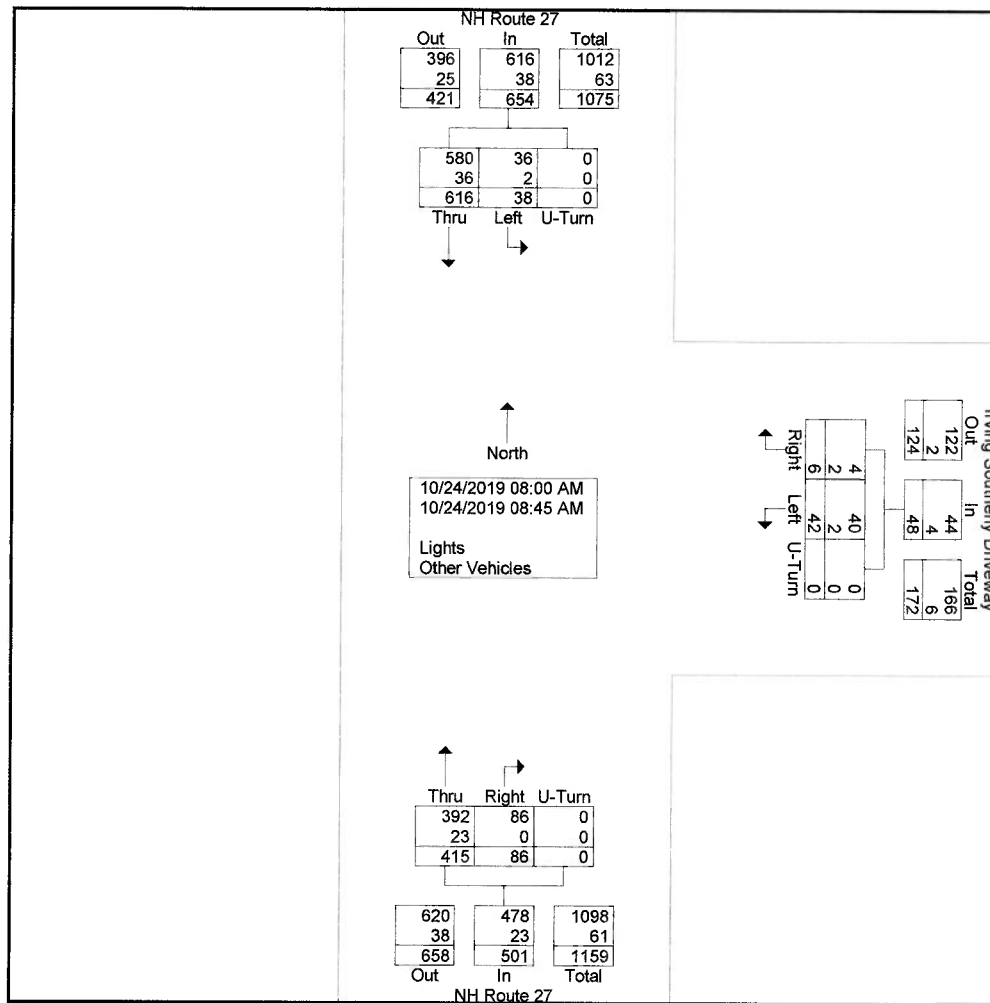 NH Route 27
Out In Total
396 616 1012
25 38 63
421 654 1075
580 36 0
36 2 0
616 38 0
Thru Left U-Turn
North
10/24/2019 08:00 AM
10/24/2019 08:45 AM
Lights
Other Vehicles
Southerly Driveway
Out In Total
122 44 166
2 4 6
124 48 172
4 40 0
2 2 0
6 42 0
Right Left U-Turn
Thru Right U-Turn
392 86 0
23 0 0
415 86 0
620 478 1098
38 23 61
658 501 1159
Out In Total
NH Route 27